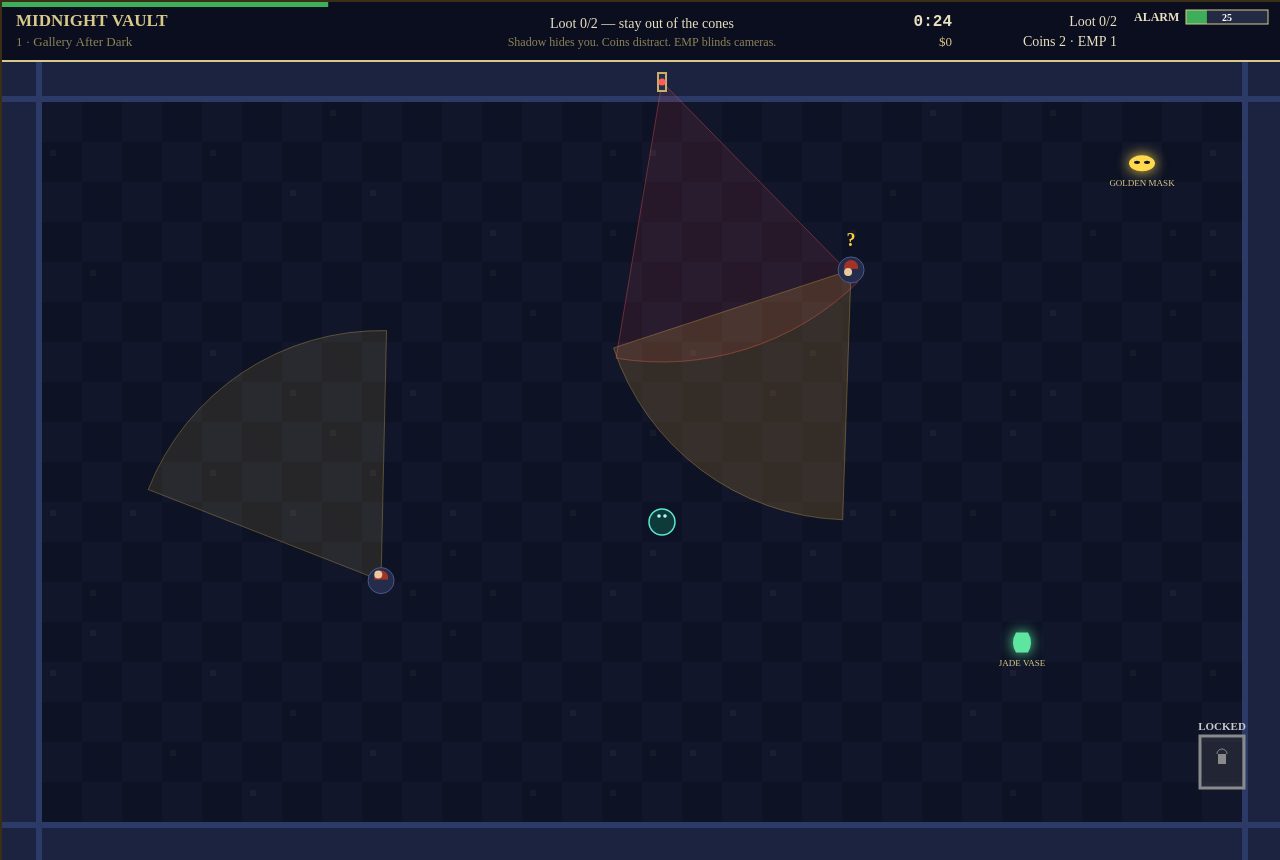 MIDNIGHT VAULT
1 · Gallery After Dark
Loot 0/2 — stay out of the cones
Shadow hides you. Coins distract. EMP blinds cameras.
0:24
$0
Loot 0/2
Coins 2 · EMP 1
ALARM
25
GOLDEN MASK
?
JADE VASE
LOCKED